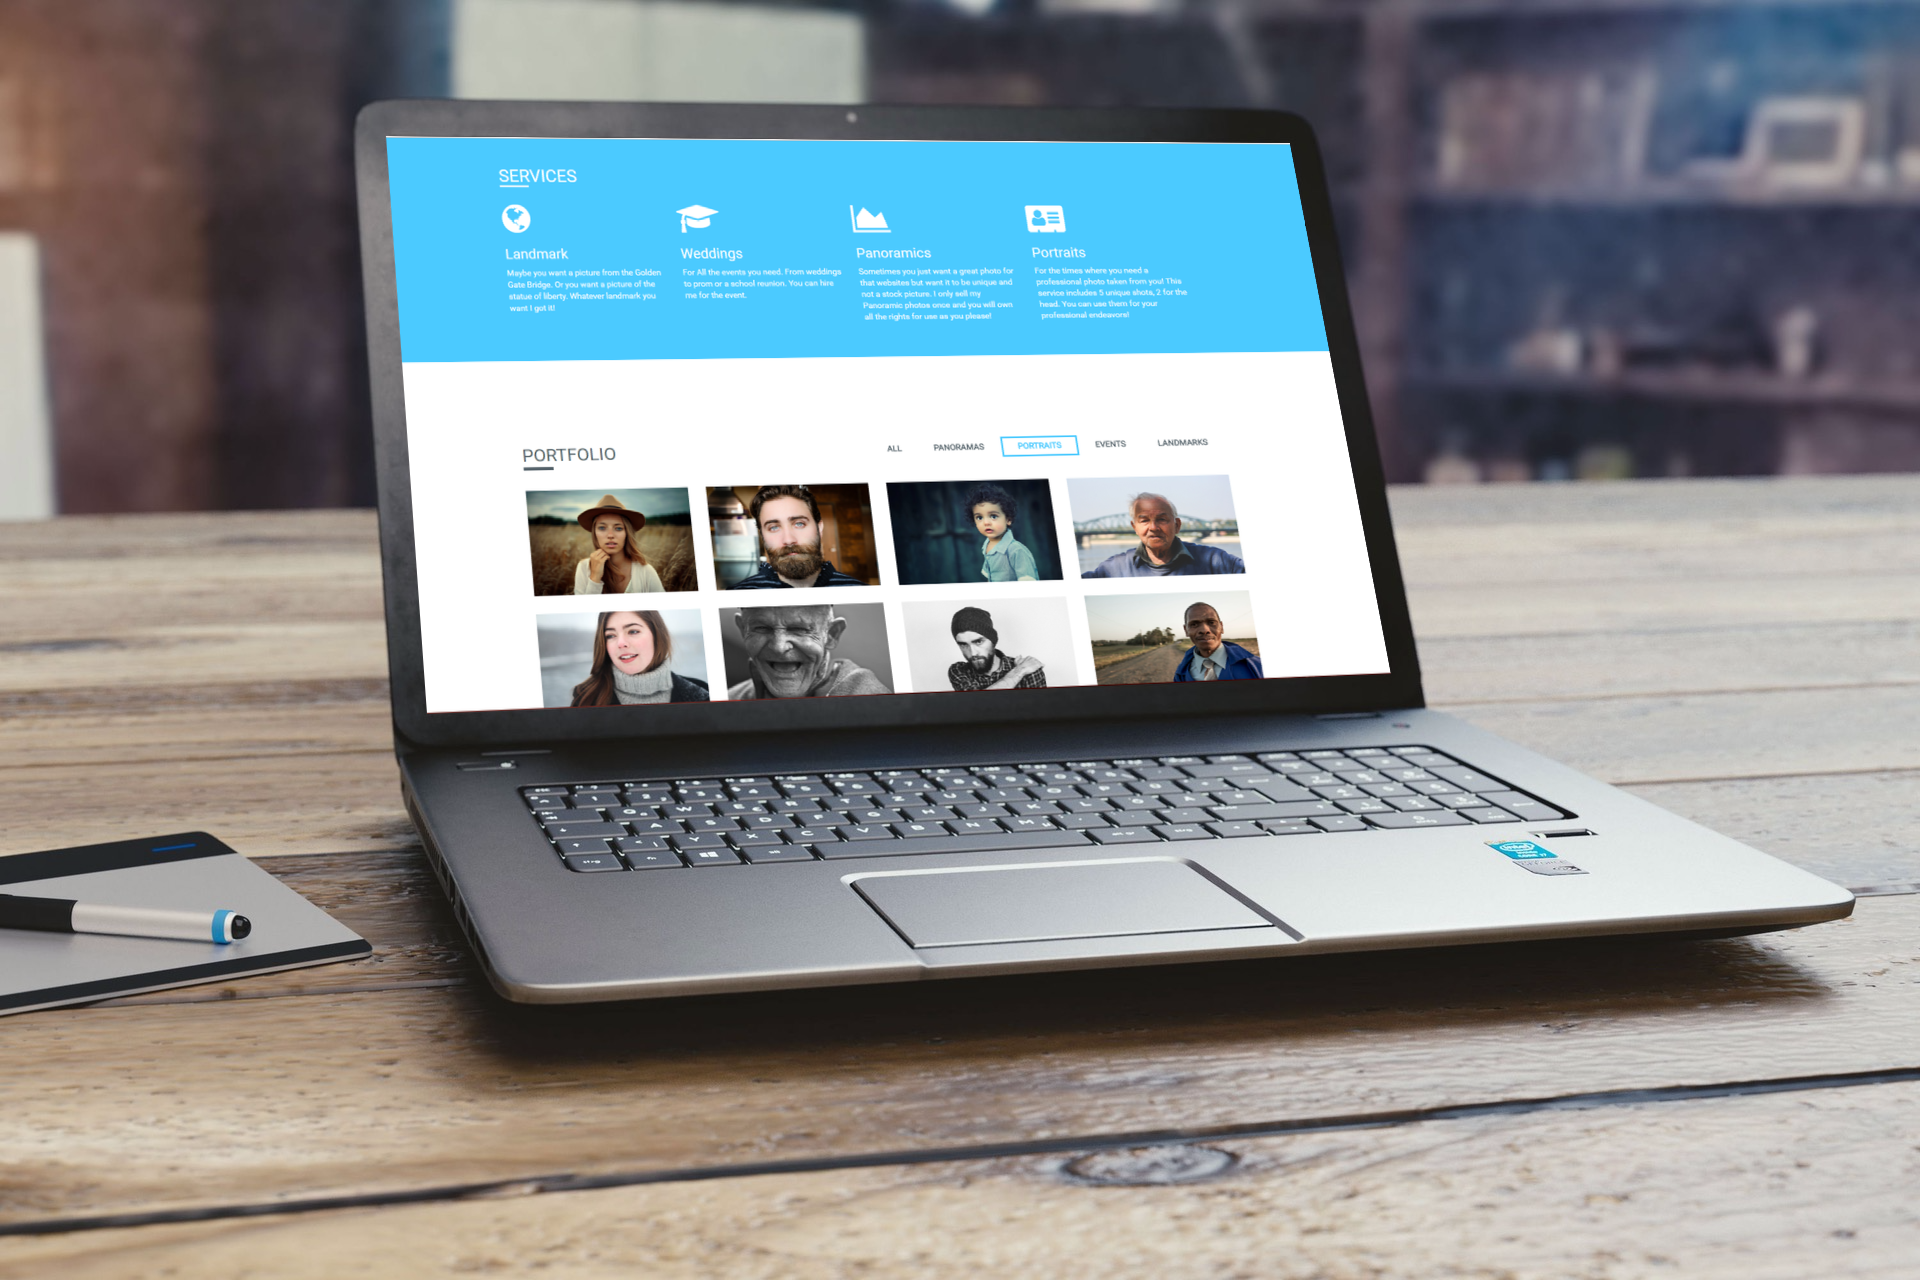 SERVICES
Landmark
Maybe you want a picture from the Golden
Gate Bridge. Or you want a picture of the
statue of liberty. Whatever landmark you
want I got it!
Weddings
For All the events you need. From weddings
to prom or a school reunion. You can hire
me for the event.
Panoramics
Sometimes you just want a great photo for
that websites but want it to be unique and
not a stock picture. I only sell my
Panoramic photos once and you will own
all the rights for use as you please!
Portraits
For the times where you need a
professional photo taken from you! This
service includes 5 unique shots, 2 for the
head. You can use them for your
professional endeavors!
PORTFOLIO
ALL PANORAMAS PORTRAITS EVENTS LANDMARKS
intel